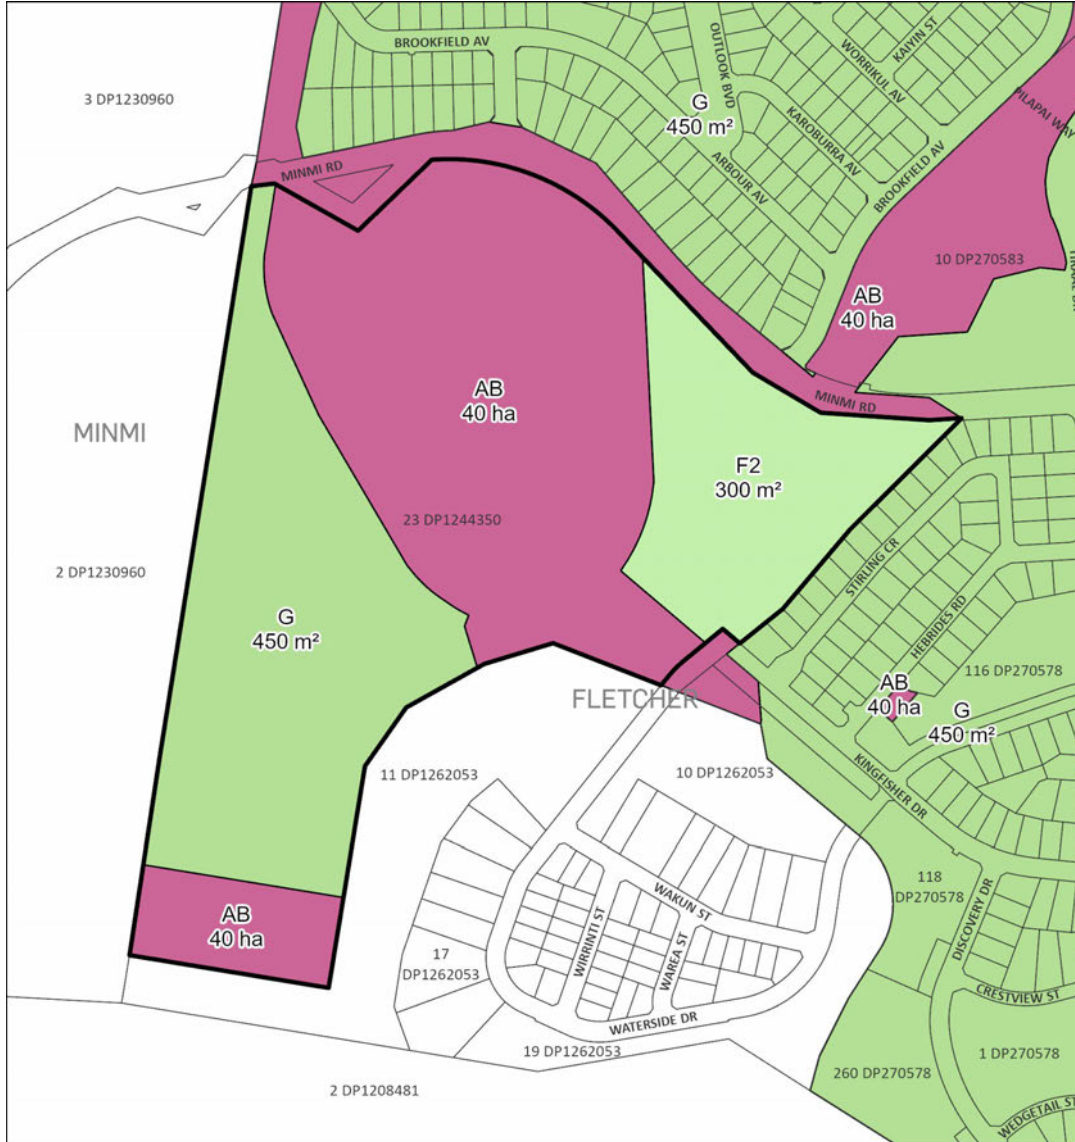 BROOKFIELD AV
OUTLOOK BVD
WORRIKUL AV
KAIYIN ST
3 DP1230960
G
450 m²
PILAPAI WAY
KAROBURRA AV
ARBOUR AV
BROOKFIELD AV
MINMI RD
10 DP270583
AB
40 ha
AB
40 ha
MINMI RD
MINMI
F2
300 m²
23 DP1244350
2 DP1230960
STIRLING CR
G
450 m²
HEBRIDES RD
116 DP270578
AB
40 ha
FLETCHER
G
450 m²
11 DP1262053
10 DP1262053
KINGFISHER DR
118
DP270578
WAKUN ST
DISCOVERY DR
AB
40 ha
WIRRINTI ST
WAREA ST
17
DP1262053
CRESTVIEW ST
WATERSIDE DR
19 DP1262053
1 DP270578
260 DP270578
2 DP1208481
WEDGETAIL ST